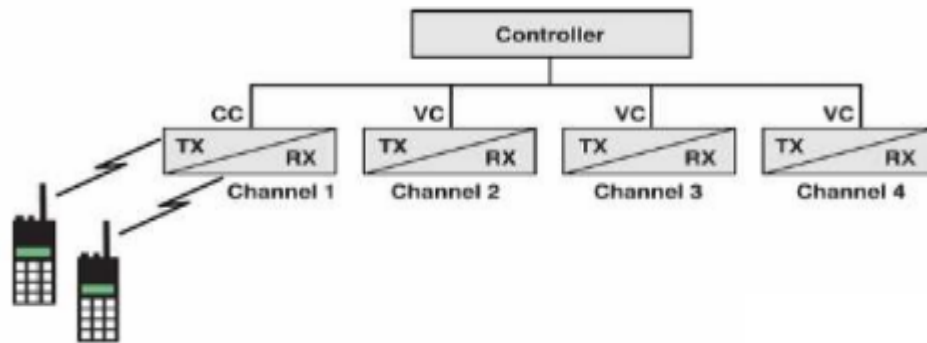 Controller
CC VC VC VC
TX RX TX RX TX RX TX RX
Channel 1 Channel 2 Channel 3 Channel 4